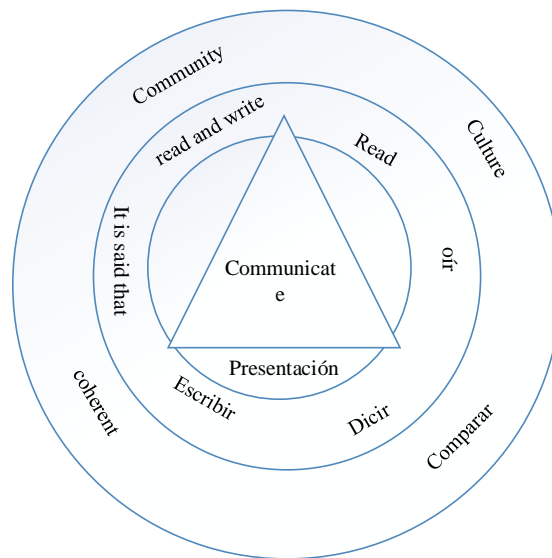 Community
Culture
read and write
Read
It is said that
oír
Communicat
e
Presentación
Escribir
Dicir
coherent
Comparar